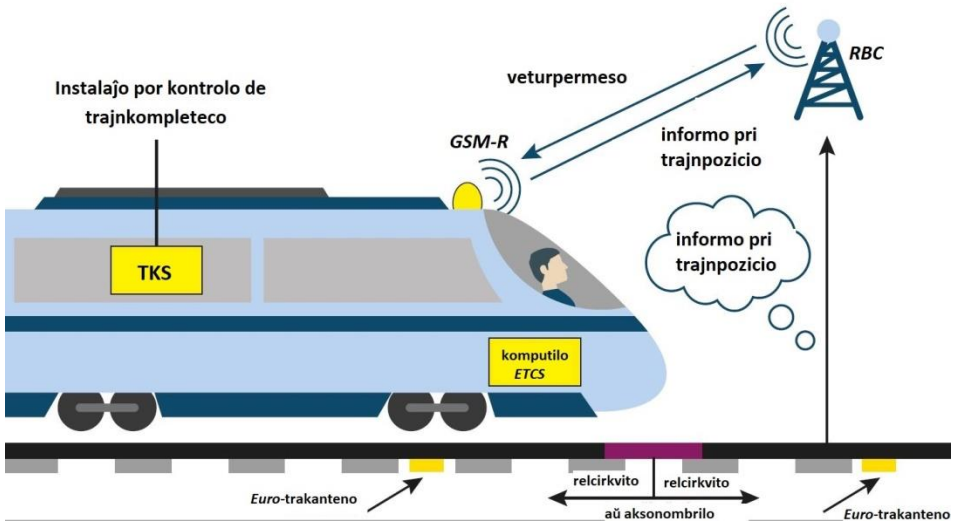 RBC
Instalaĵo por kontrolo de
trajnkompleteco
veturpermeso
GSM-R
informo pri
trajnpozicio
informo pri
trajnpozicio
TKS
komputilo
ETCS
relcirkvito
relcirkvito
Euro-trakanteno
aŭ aksonombrilo
Euro-trakanteno